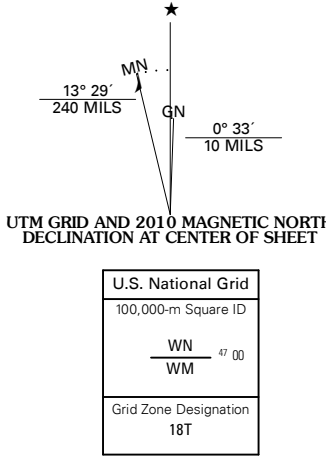 ★
MN
GN
13° 29´
240 MILS
0° 33´
10 MILS
UTM GRID AND 2010 MAGNETIC NORTH
DECLINATION AT CENTER OF SHEET
U.S. National Grid
100,000-m Square ID
WN
WM
47 00
Grid Zone Designation
18T